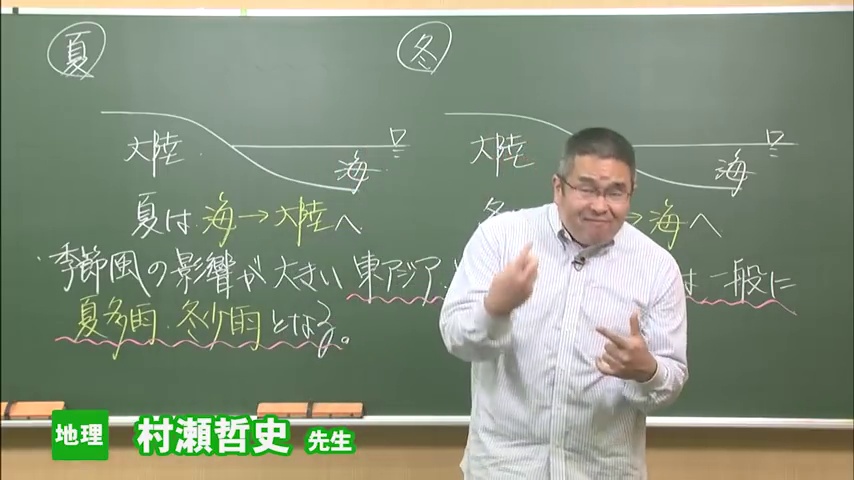 夏
冬
大陸
海
大陸
海
夏は 海→大陸へ
冬 →海へ
季節風の影響が大きい東アジア は一般に
夏多雨・冬少雨となる。
地理 村瀬哲史 先生